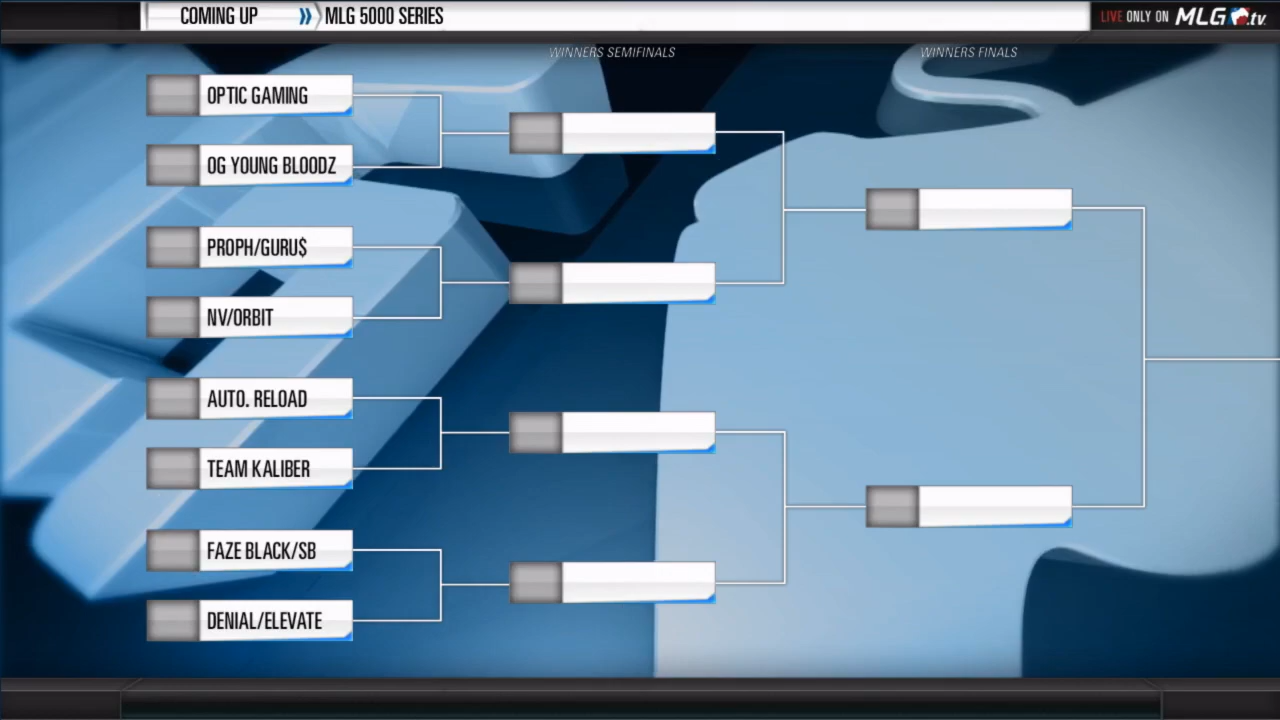 COMING UP
MLG 5000 SERIES
LIVE ONLY ON MLG.tv
WINNERS SEMIFINALS
WINNERS FINALS
OPTIC GAMING
OG YOUNG BLOODZ
PROPH/GURU$
NV/ORBIT
AUTO. RELOAD
TEAM KALIBER
FAZE BLACK/SB
DENIAL/ELEVATE